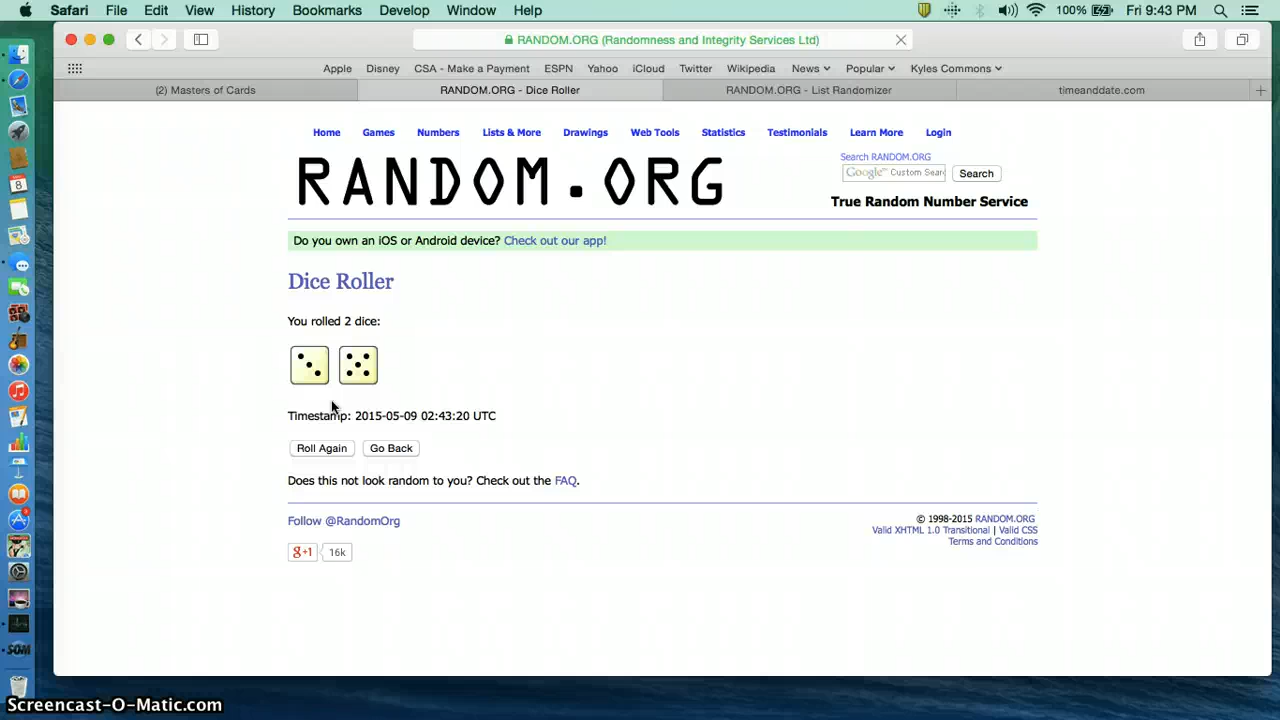 Safari File Edit View History Bookmarks Develop Window Help 100% Fri 9:43 PM
RANDOM.ORG (Randomness and Integrity Services Ltd)
Apple Disney CSA - Make a Payment ESPN Yahoo iCloud Twitter Wikipedia News Popular Kyles Commons
(2) Masters of Cards RANDOM.ORG - Dice Roller RANDOM.ORG - List Randomizer timeanddate.com
Home Games Numbers Lists & More Drawings Web Tools Statistics Testimonials Learn More Login
RANDOM.ORG
Search RANDOM.ORG
Google™ Custom Sear Search
True Random Number Service
Do you own an iOS or Android device? Check out our app!
Dice Roller
You rolled 2 dice:
Timestamp: 2015-05-09 02:43:20 UTC
Roll Again Go Back
Does this not look random to you? Check out the FAQ.
Follow @RandomOrg
g+1 16k
© 1998-2015 RANDOM.ORG
Valid XHTML 1.0 Transitional | Valid CSS
Terms and Conditions
8
SOM
Screencast-O-Matic.com